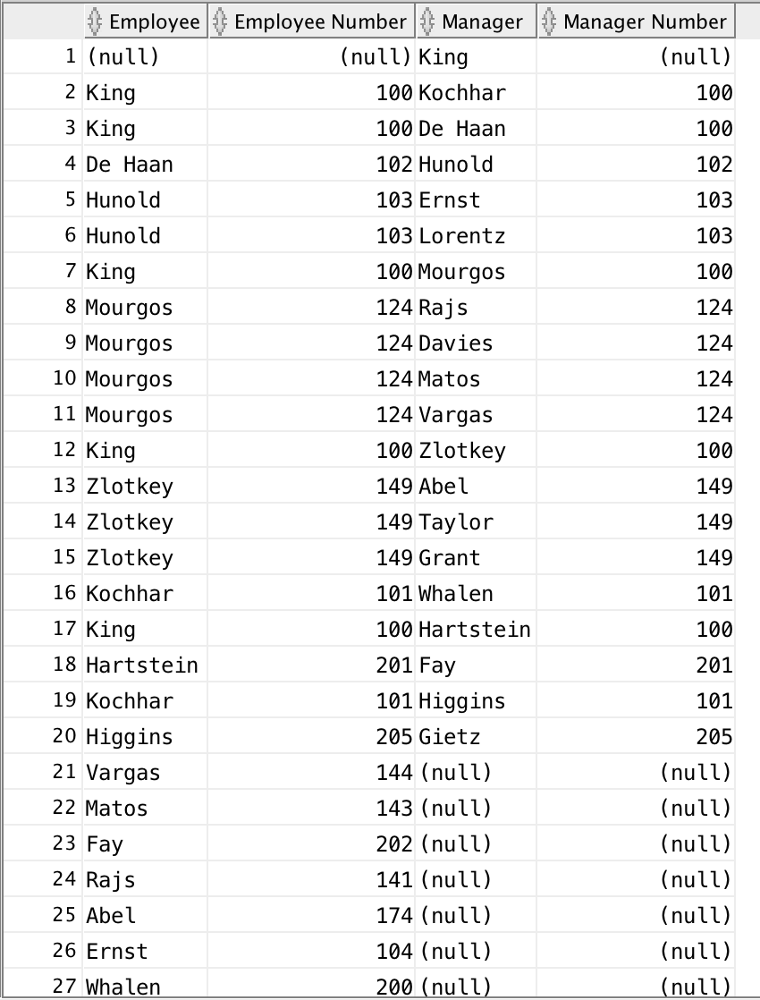 Employee Employee Number Manager Manager Number
1 (null) (null) King (null)
2 King 100 Kochhar 100
3 King 100 De Haan 100
4 De Haan 102 Hunold 102
5 Hunold 103 Ernst 103
6 Hunold 103 Lorentz 103
7 King 100 Mourgos 100
8 Mourgos 124 Rajs 124
9 Mourgos 124 Davies 124
10 Mourgos 124 Matos 124
11 Mourgos 124 Vargas 124
12 King 100 Zlotkey 100
13 Zlotkey 149 Abel 149
14 Zlotkey 149 Taylor 149
15 Zlotkey 149 Grant 149
16 Kochhar 101 Whalen 101
17 King 100 Hartstein 100
18 Hartstein 201 Fay 201
19 Kochhar 101 Higgins 101
20 Higgins 205 Gietz 205
21 Vargas 144 (null) (null)
22 Matos 143 (null) (null)
23 Fay 202 (null) (null)
24 Rajs 141 (null) (null)
25 Abel 174 (null) (null)
26 Ernst 104 (null) (null)
27 Whalen 200 (null) (null)